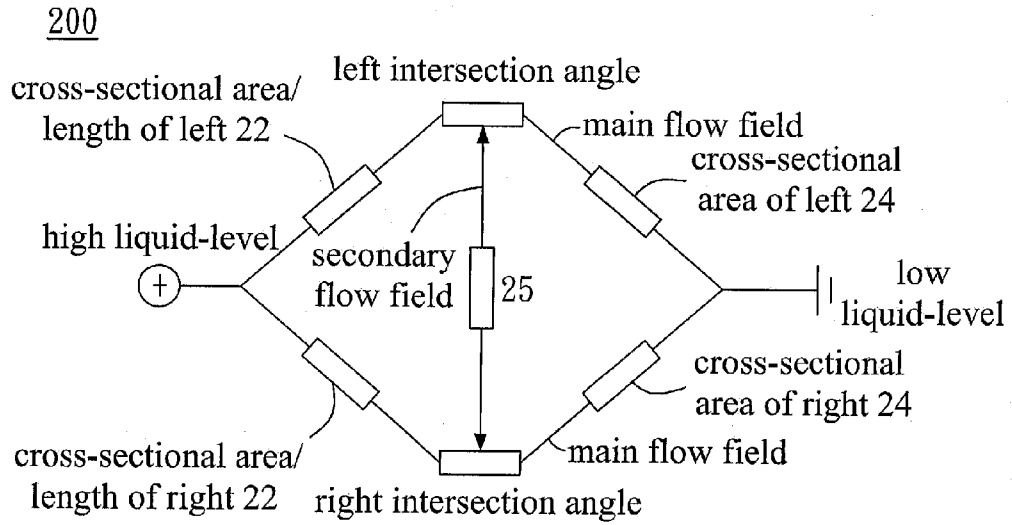 200
left intersection angle
cross-sectional area/
length of left 22
main flow field
cross-sectional
area of left 24
high liquid-level
+
secondary
flow field
25
low
liquid-level
cross-sectional
area of right 24
cross-sectional area/
length of right 22
main flow field
right intersection angle